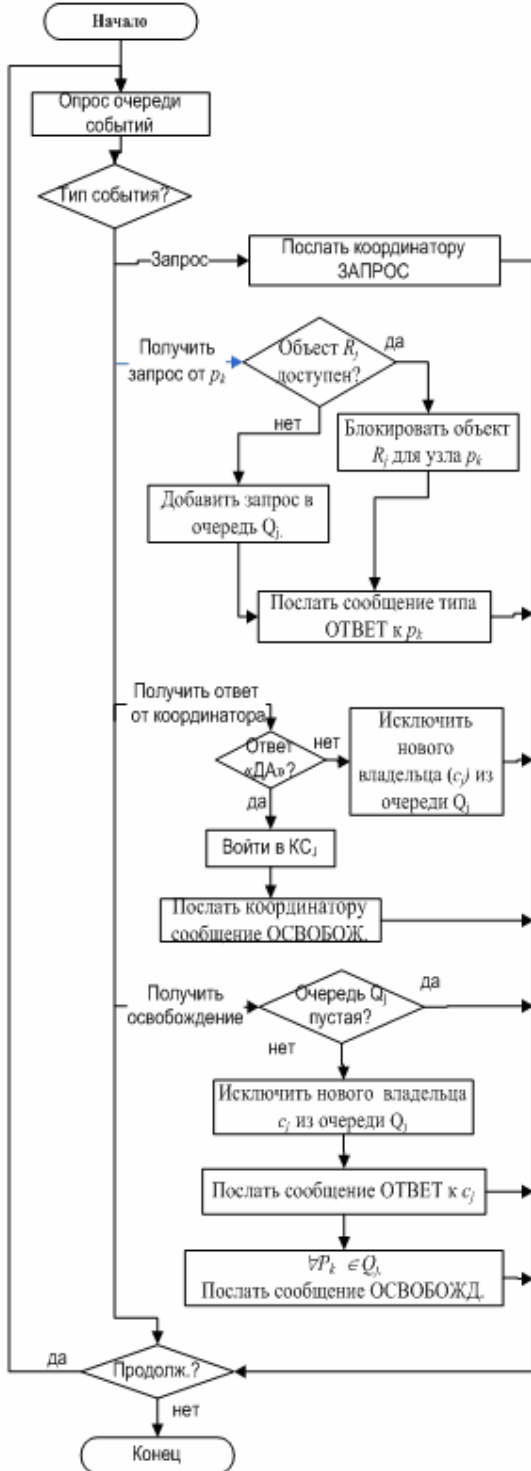 Начало
Опрос очереди
событий
Тип события?
Запрос
Послать координатору
ЗАПРОС
Получить
запрос от pk
Объест Rj
доступен?
да
нет
Блокировать объект
Rj для узла pk
Добавить запрос в
очередь Qj.
Послать сообщение типа
ОТВЕТ к pk
Получить ответ
от координатора
Ответ
«ДА»?
нет
да
Исключить
нового
владельца (cj) из
очереди Qj
Войти в КСj
Послать координатору
сообщение ОСВОБОЖ.
Получить
освобождение
Очередь Qj
пустая?
да
нет
Исключить нового владельца
cj из очереди Qj
Послать сообщение ОТВЕТ к cj
∀Pk ∈Qj,
Послать сообщение ОСВОБОЖД.
да
Продолж.?
нет
Конец